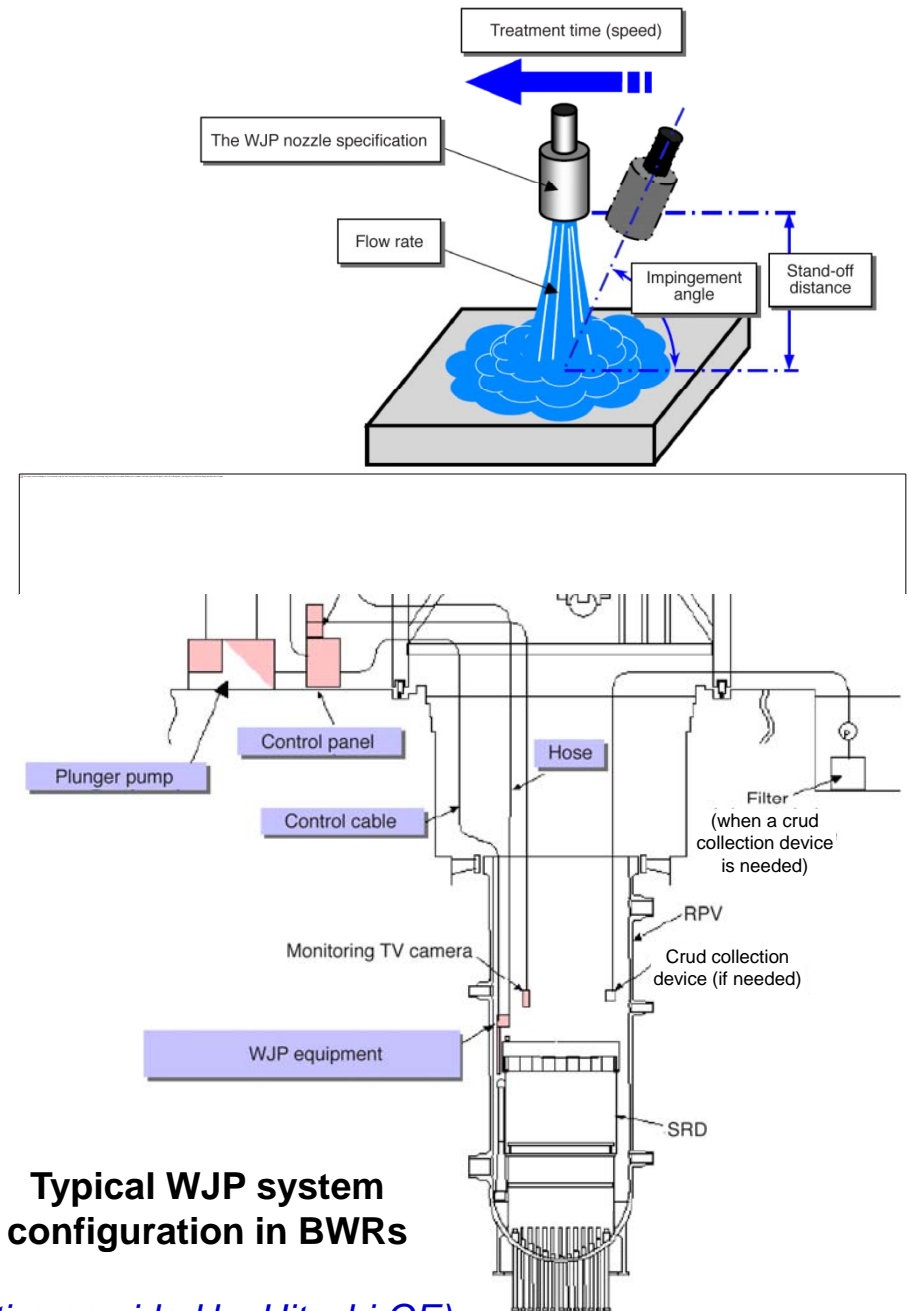 Treatment time (speed)
The WJP nozzle specification
Flow rate
Impingement
angle
Stand-off
distance
Control panel
Plunger pump
Hose
Control cable
P
Filter
(when a crud
collection device
is needed)
RPV
Monitoring TV camera
Crud collection
device (if needed)
WJP equipment
SRD
Typical WJP system
configuration in BWRs
Hitachi-GE)